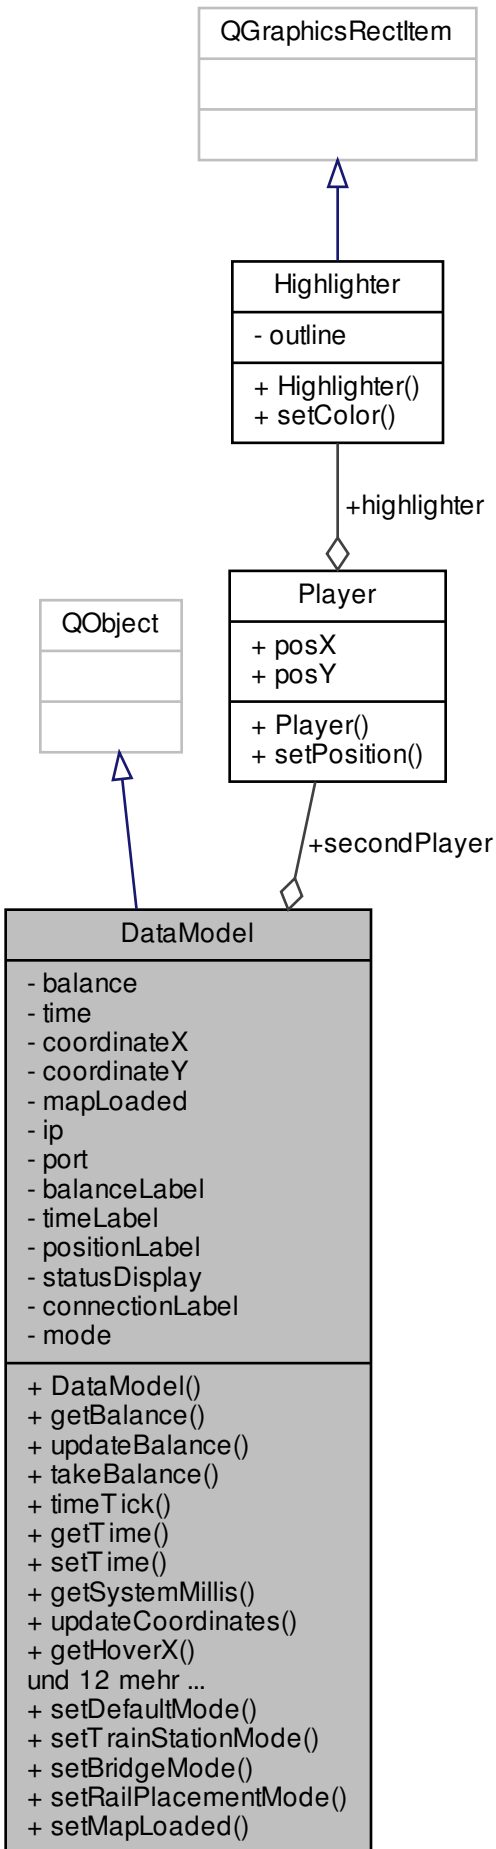 QGraphicsRectItem
Highlighter
- outline
+ Highlighter()
+ setColor()
+highlighter
Player
+ posX
+ posY
+ Player()
+ setPosition()
QObject
+secondPlayer
DataModel
- balance
- time
- coordinateX
- coordinateY
- mapLoaded
- ip
- port
- balanceLabel
- timeLabel
- positionLabel
- statusDisplay
- connectionLabel
- mode
+ DataModel()
+ getBalance()
+ updateBalance()
+ takeBalance()
+ timeTick()
+ getTime()
+ setTime()
+ getSystemMillis()
+ updateCoordinates()
+ getHoverX()
und 12 mehr ...
+ setDefaultMode()
+ setTrainStationMode()
+ setBridgeMode()
+ setRailPlacementMode()
+ setMapLoaded()